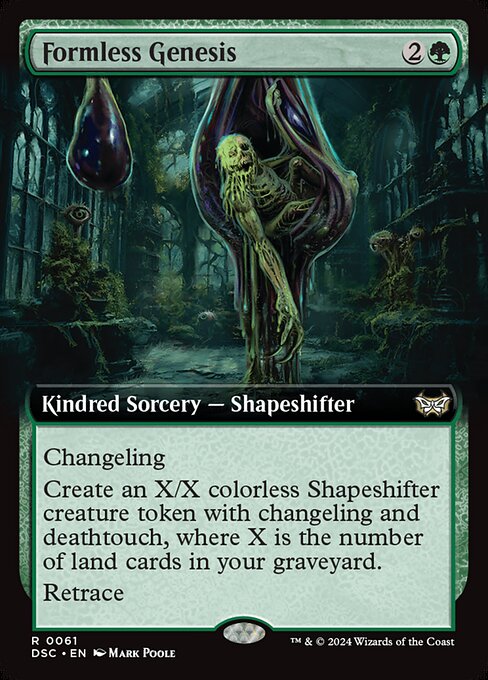 Formless Genesis 2
Kindred Sorcery — Shapeshifter
Changeling
Create an X/X colorless Shapeshifter
creature token with changeling and
deathtouch, where X is the number
of land cards in your graveyard.
Retrace
R 0061
DSC • EN MARK POOLE
™ & © 2024 Wizards of the Coast